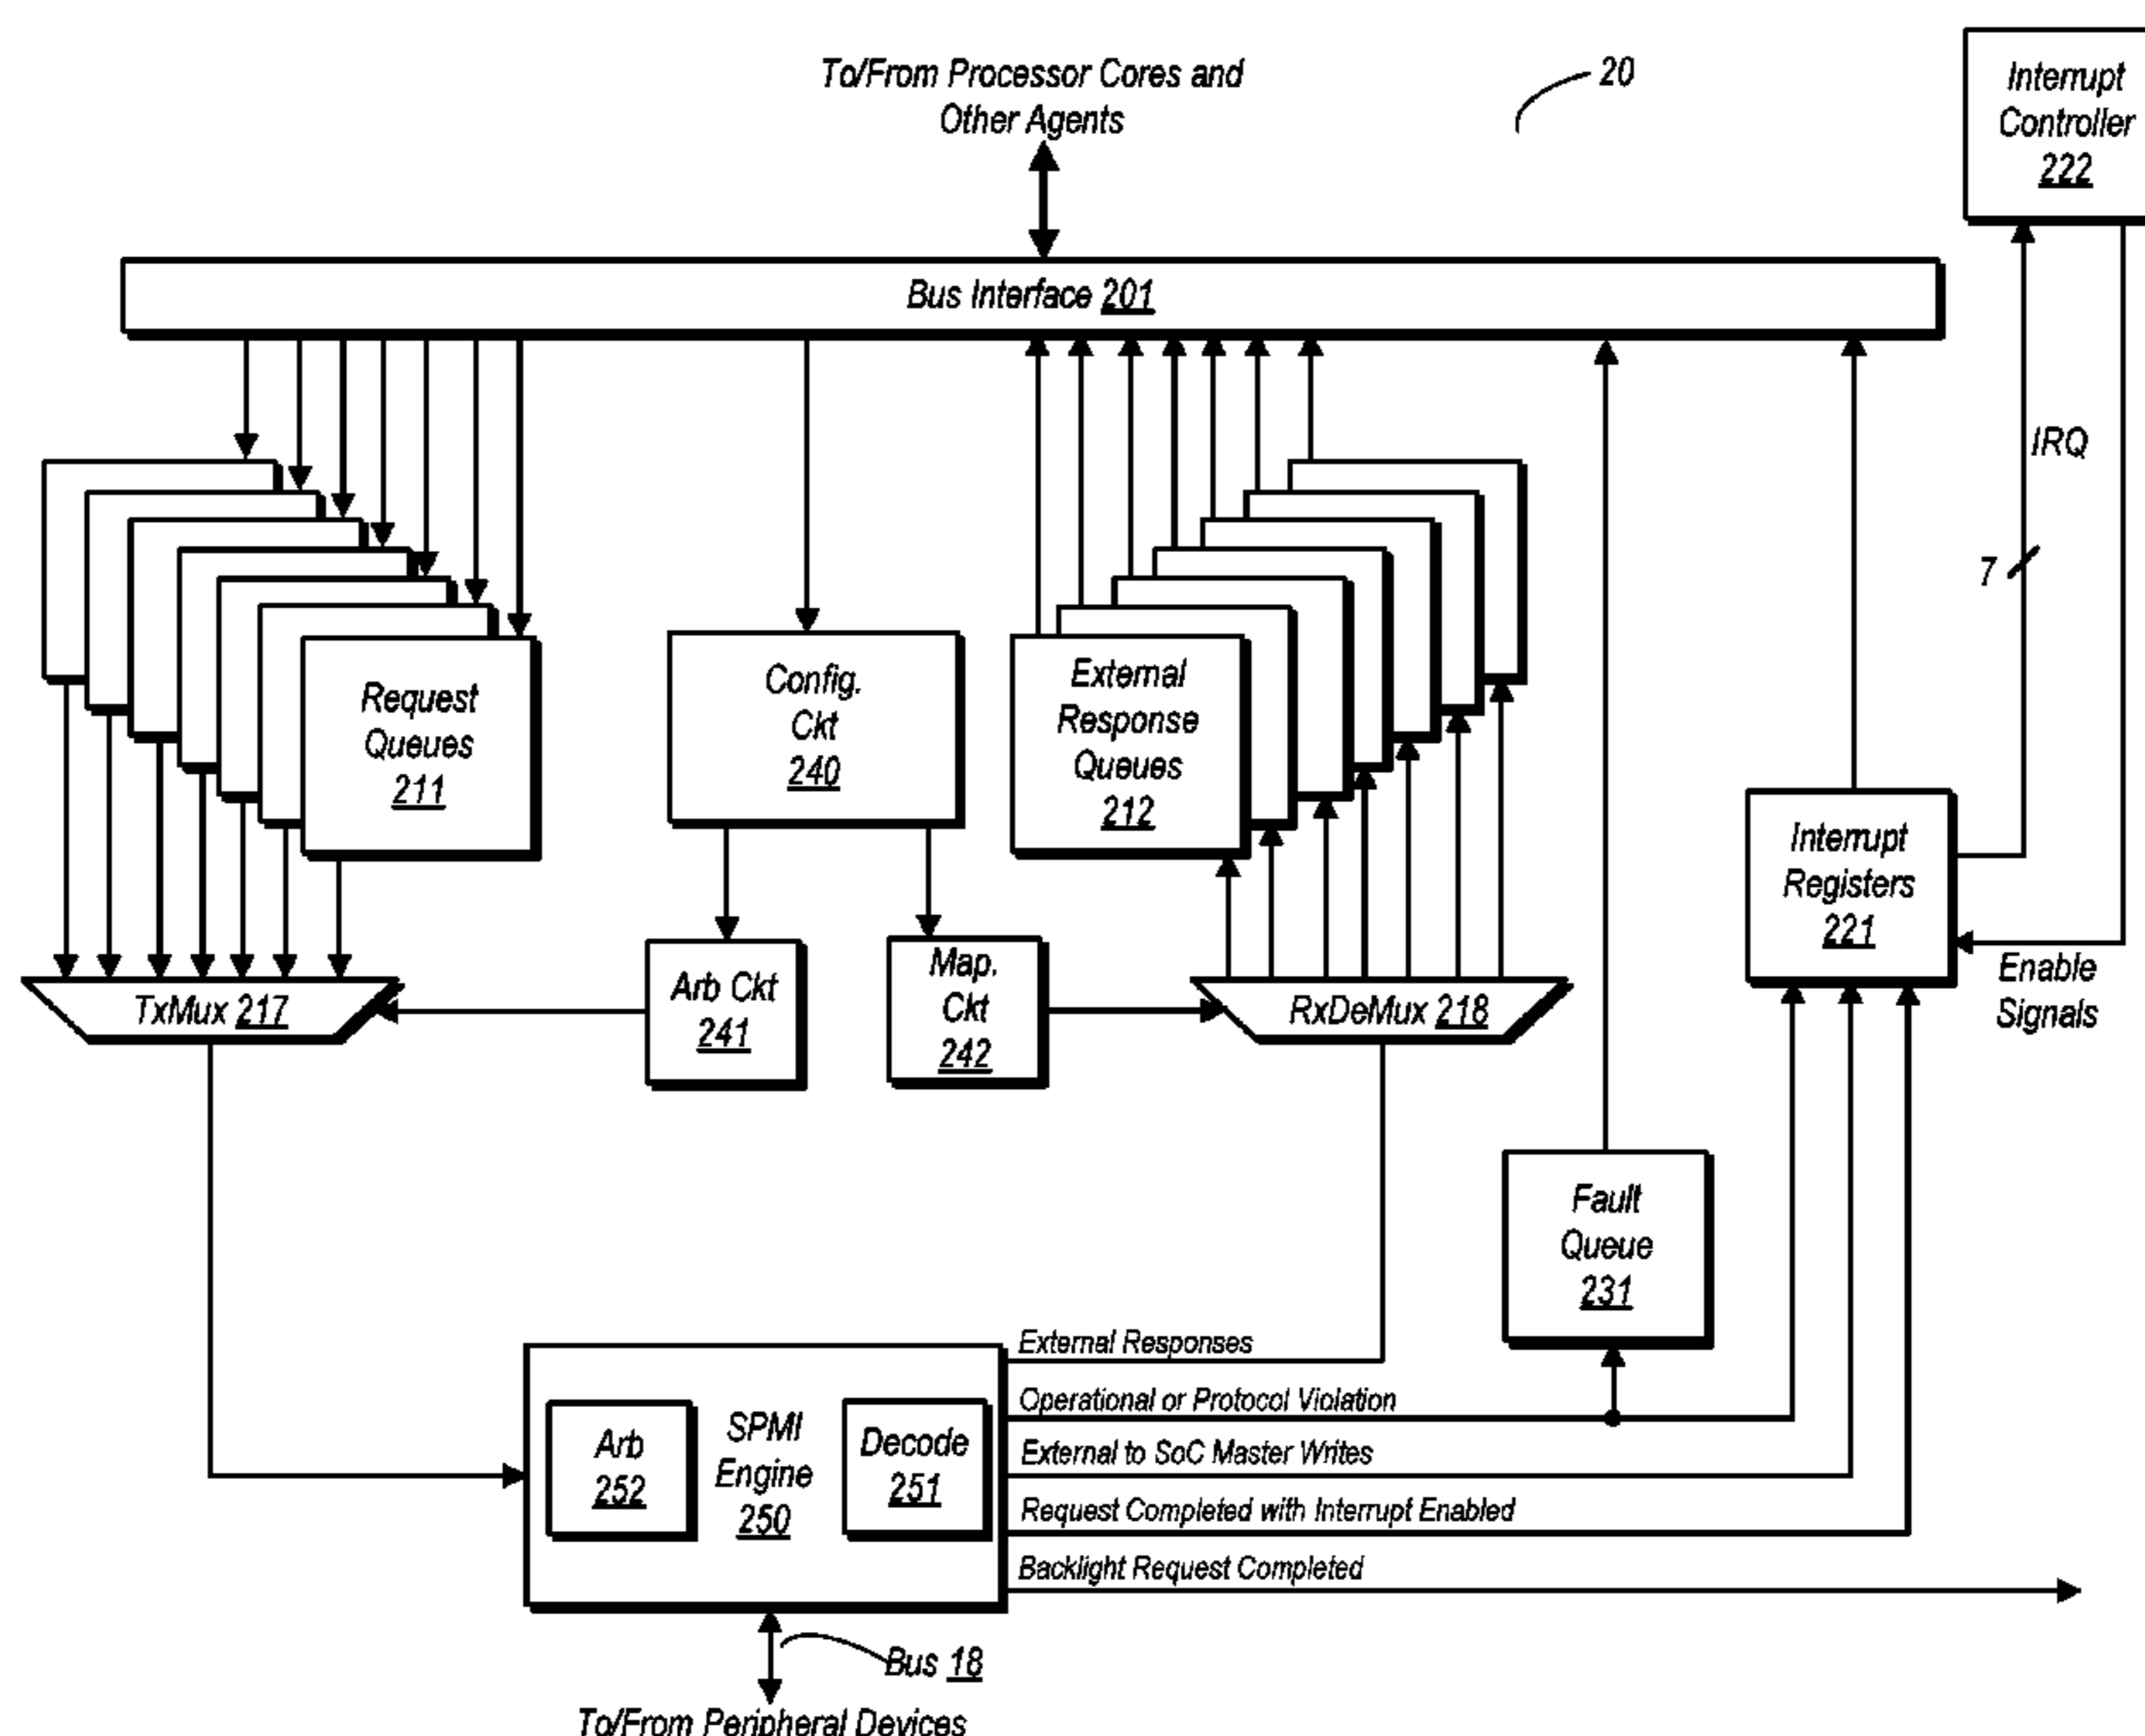 To/From Processor Cores and
Other Agents
20
Interrupt
Controller
222
Bus Interface 201
IRQ
7
Request
Queues
211
Config.
Ckt
240
External
Response
Queues
212
Interrupt
Registers
221
Enable
Signals
TxMux 217
Arb Ckt
241
Map.
Ckt
242
RxDeMux 218
Fault
Queue
231
Arb
252
SPMI
Engine
250
Decode
251
External Responses
Operational or Protocol Violation
External to SoC Master Writes
Request Completed with Interrupt Enabled
Backlight Request Completed
Bus 18
To/From Peripheral Devices